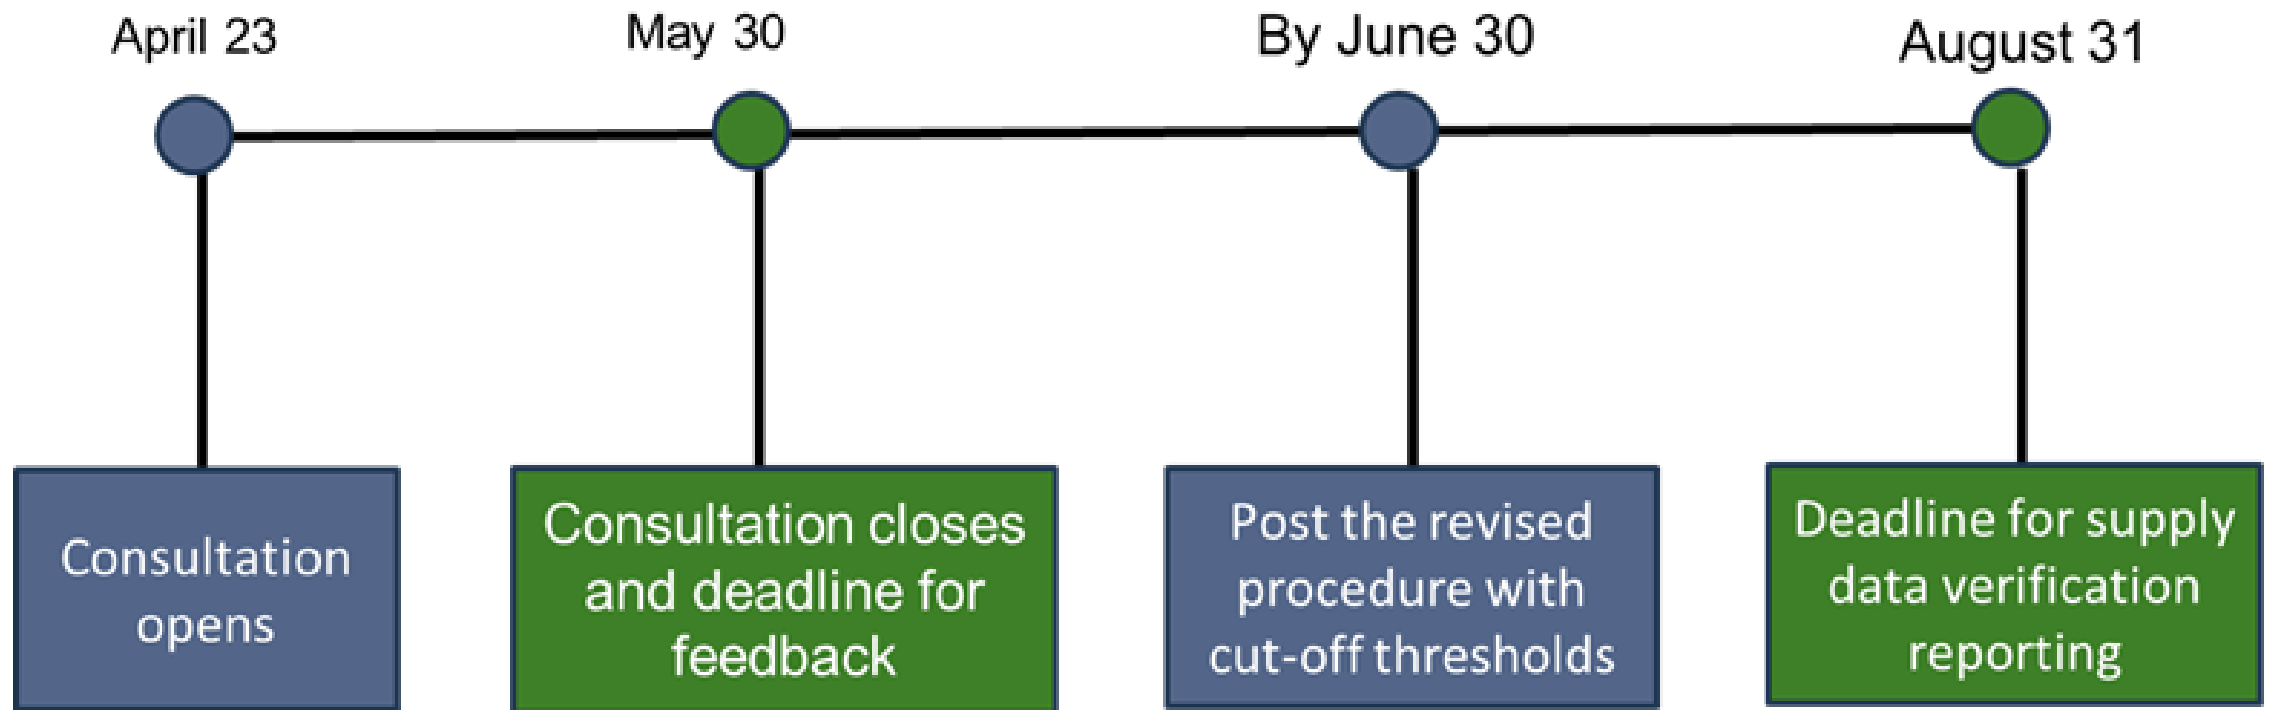 April 23
May 30
By June 30
August 31
Consultation
opens
Consultation closes
and deadline for
feedback
Post the revised
procedure with
cut-off thresholds
Deadline for supply
data verification
reporting